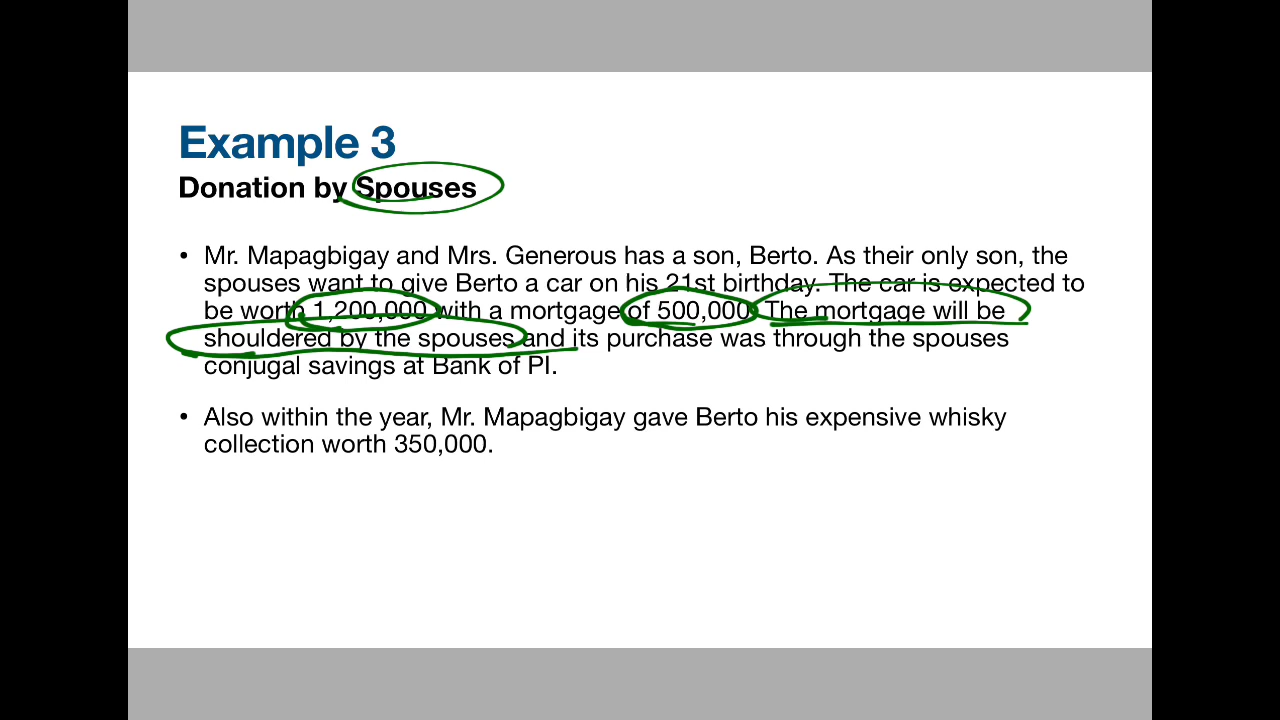 Example 3
Donation by Spouses
• Mr. Mapagbigay and Mrs. Generous has a son, Berto. As their only son, the
spouses want to give Berto a car on his 21st birthday. The car is expected to
be worth 1,200,000 with a mortgage of 500,000. The mortgage will be
shouldered by the spouses and its purchase was through the spouses
conjugal savings at Bank of PI.
• Also within the year, Mr. Mapagbigay gave Berto his expensive whisky
collection worth 350,000.